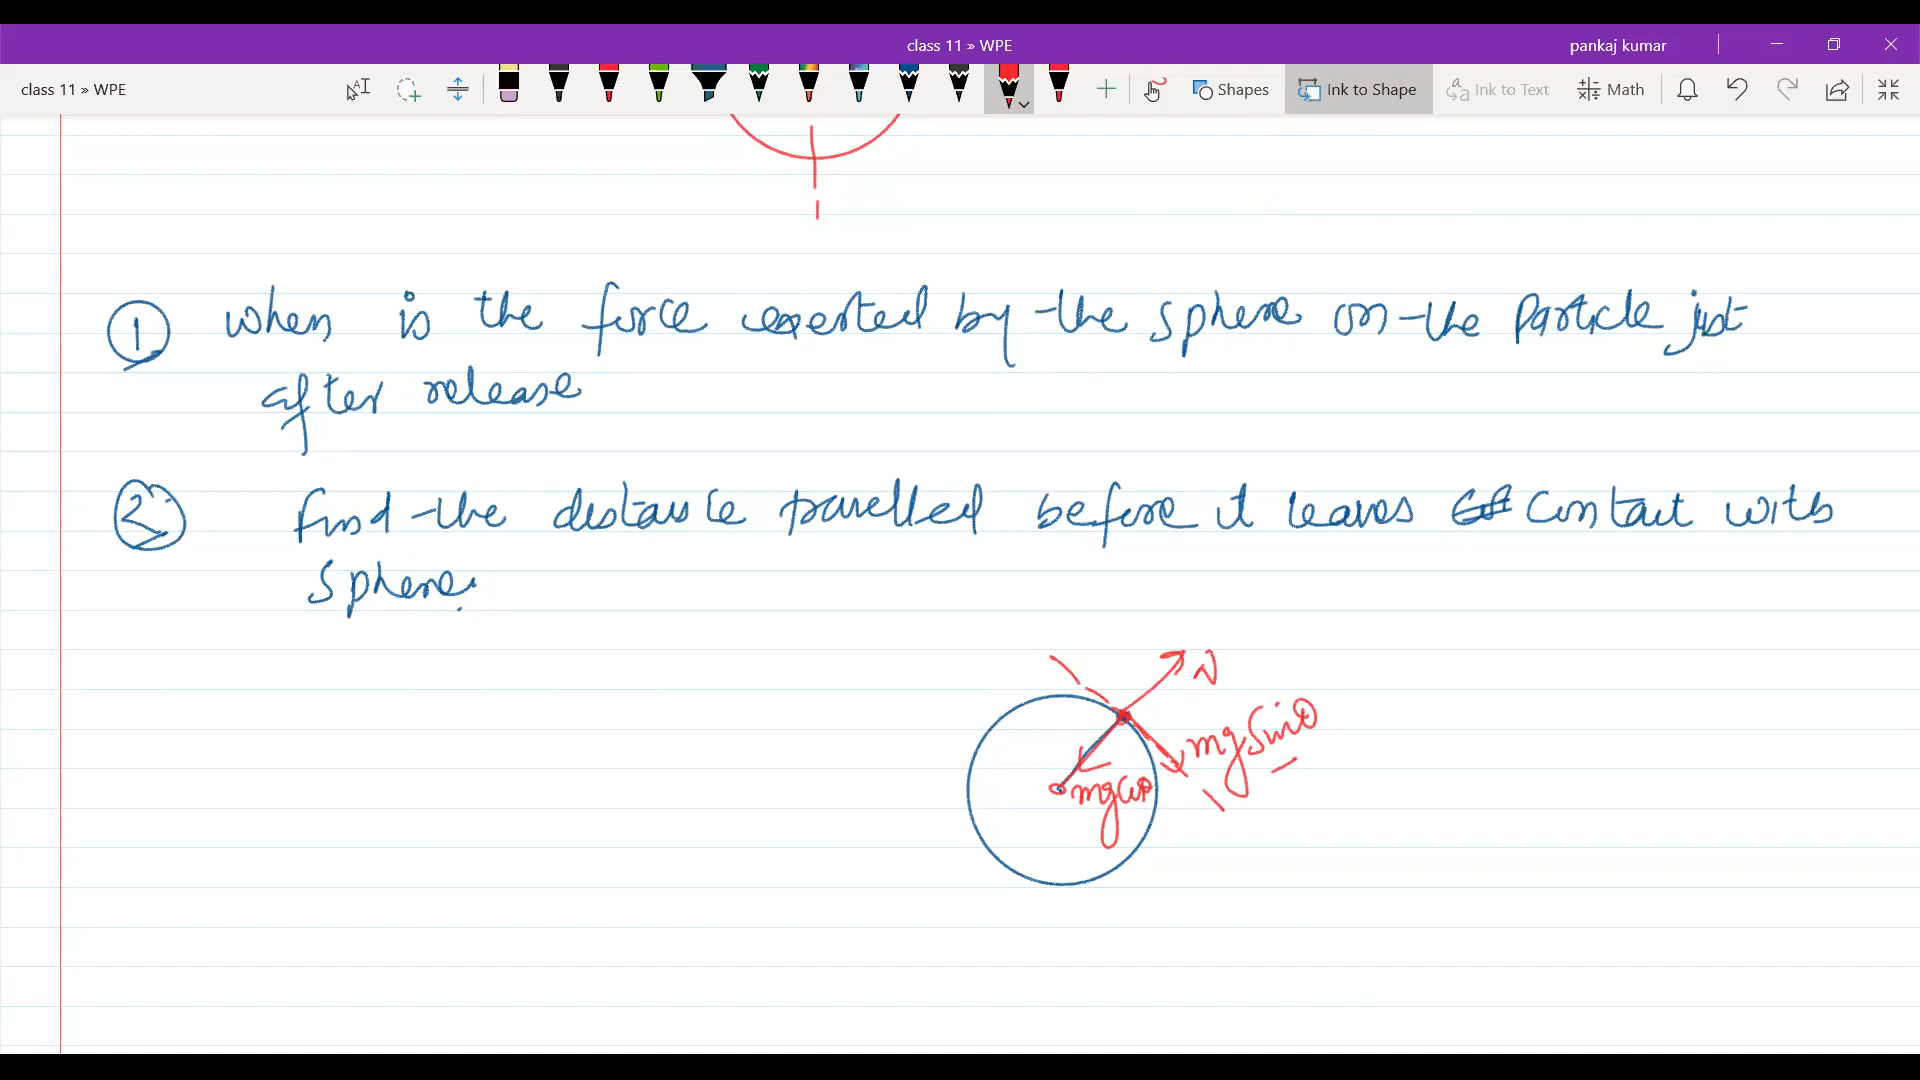 class 11 » WPE
pankaj kumar
class 11 » WPE
Shapes
Ink to Shape
Ink to Text
Math
1 when is the force exerted by the sphere on the Particle just
after release
2 find the distance travelled before it leaves contact with
sphere.
N
mg Sinθ
mg